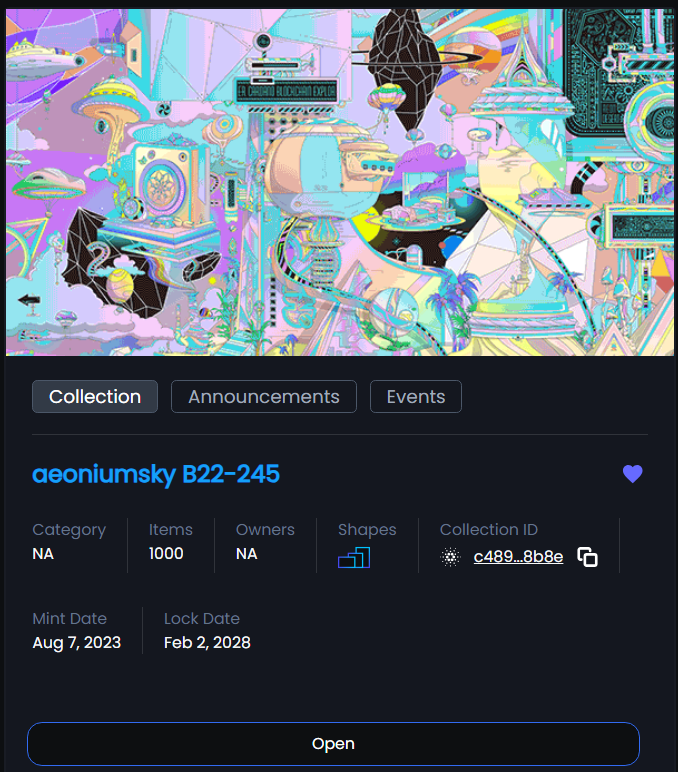 Collection Announcements Events
aeoniumsky B22-245
Category Items Owners Shapes Collection ID
NA 1000 NA c489...8b8e
Mint Date Lock Date
Aug 7, 2023 Feb 2, 2028
Open